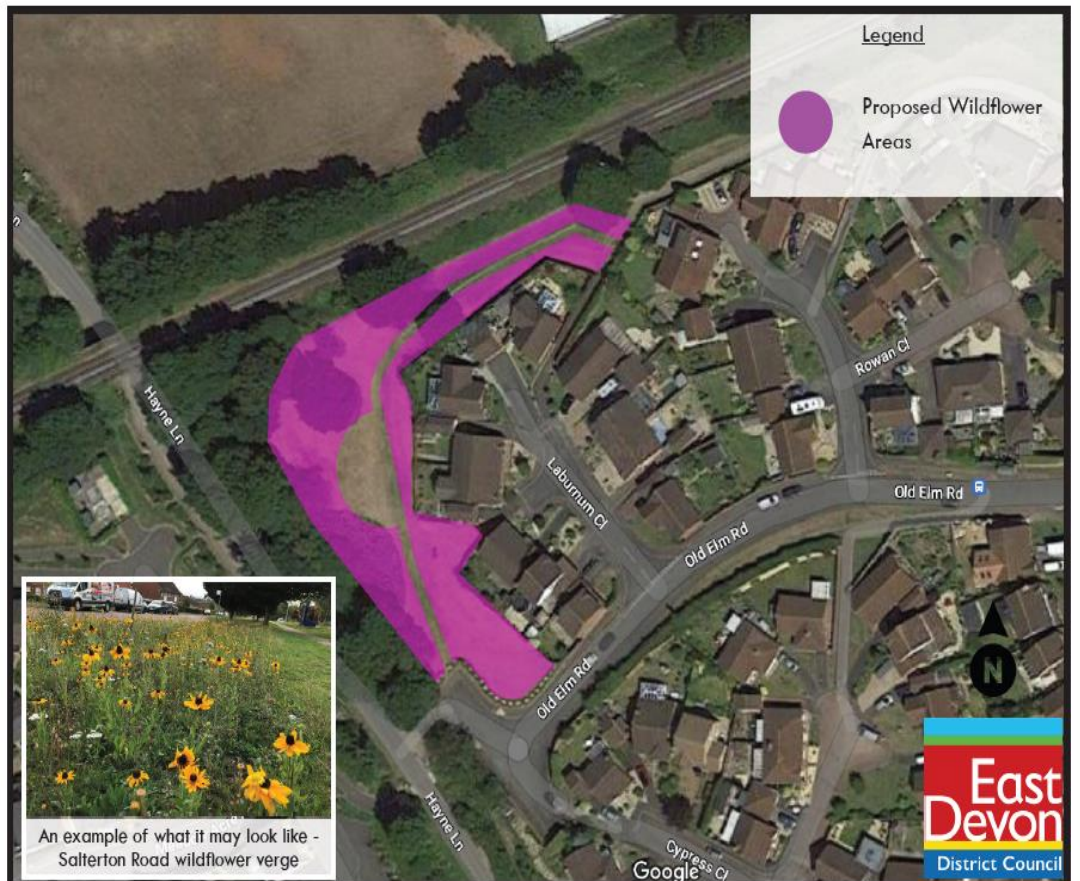 Legend
Proposed Wildflower
Areas
n
Hayne Ln
Rowan Cl
Laburnum Cl
Old Elm Rd
Old Elm Rd
Old Elm Rd
Hayne Ln
Cypress Cl
Google
N
An example of what it may look like -
Salterton Road wildflower verge
East
Devon
District Council